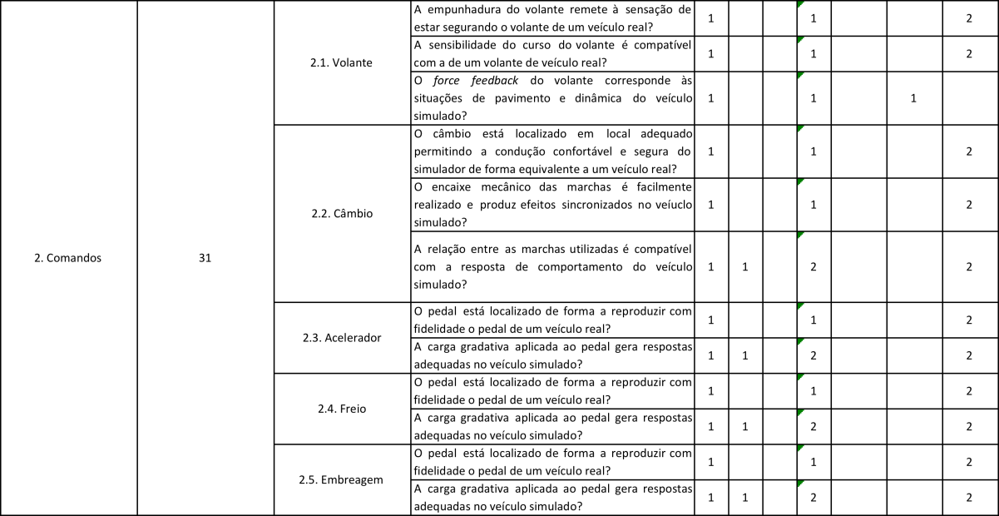 2. Comandos
31
2.1. Volante
A empunhadura do volante remete à sensação de
estar segurando o volante de um veículo real?
1 1 2
A sensibilidade do curso do volante é compatível
com a de um volante de veículo real?
1 1 2
O force feedback do volante corresponde às
situações de pavimento e dinâmica do veículo
simulado?
1 1 1
2.2. Câmbio
O câmbio está localizado em local adequado
permitindo a condução confortável e segura do
simulador de forma equivalente a um veículo real?
1 1 2
O encaixe mecânico das marchas é facilmente
realizado e produz efeitos sincronizados no veíuclo
simulado?
1 1 2
A relação entre as marchas utilizadas é compatível
com a resposta de comportamento do veículo
simulado?
1 1 2 2
2.3. Acelerador
O pedal está localizado de forma a reproduzir com
fidelidade o pedal de um veículo real?
1 1 2
A carga gradativa aplicada ao pedal gera respostas
adequadas no veículo simulado?
1 1 2 2
2.4. Freio
O pedal está localizado de forma a reproduzir com
fidelidade o pedal de um veículo real?
1 1 2
A carga gradativa aplicada ao pedal gera respostas
adequadas no veículo simulado?
1 1 2 2
2.5. Embreagem
O pedal está localizado de forma a reproduzir com
fidelidade o pedal de um veículo real?
1 1 2
A carga gradativa aplicada ao pedal gera respostas
adequadas no veículo simulado?
1 1 2 2